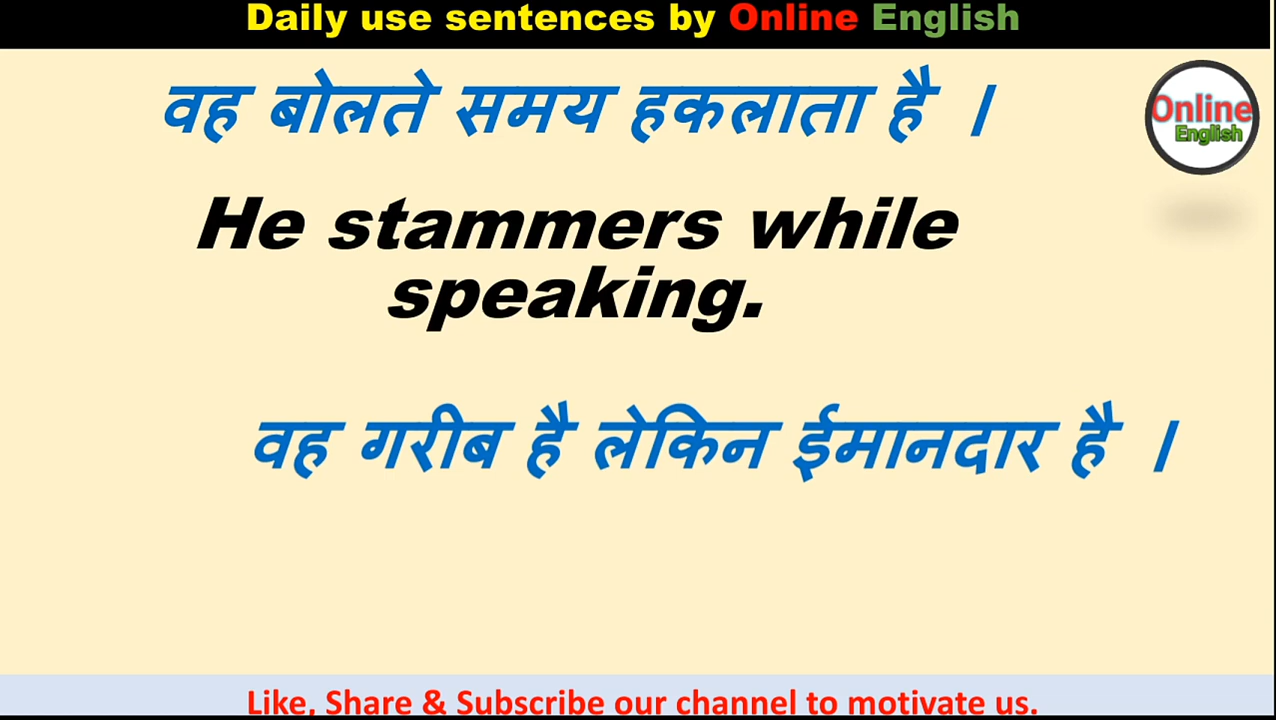 Daily use sentences by Online English
वह बोलते समय हकलाता है ।
Online
English
He stammers while
speaking.
वह गरीब है लेकिन ईमानदार है ।
Like, Share & Subscribe our channel to motivate us.